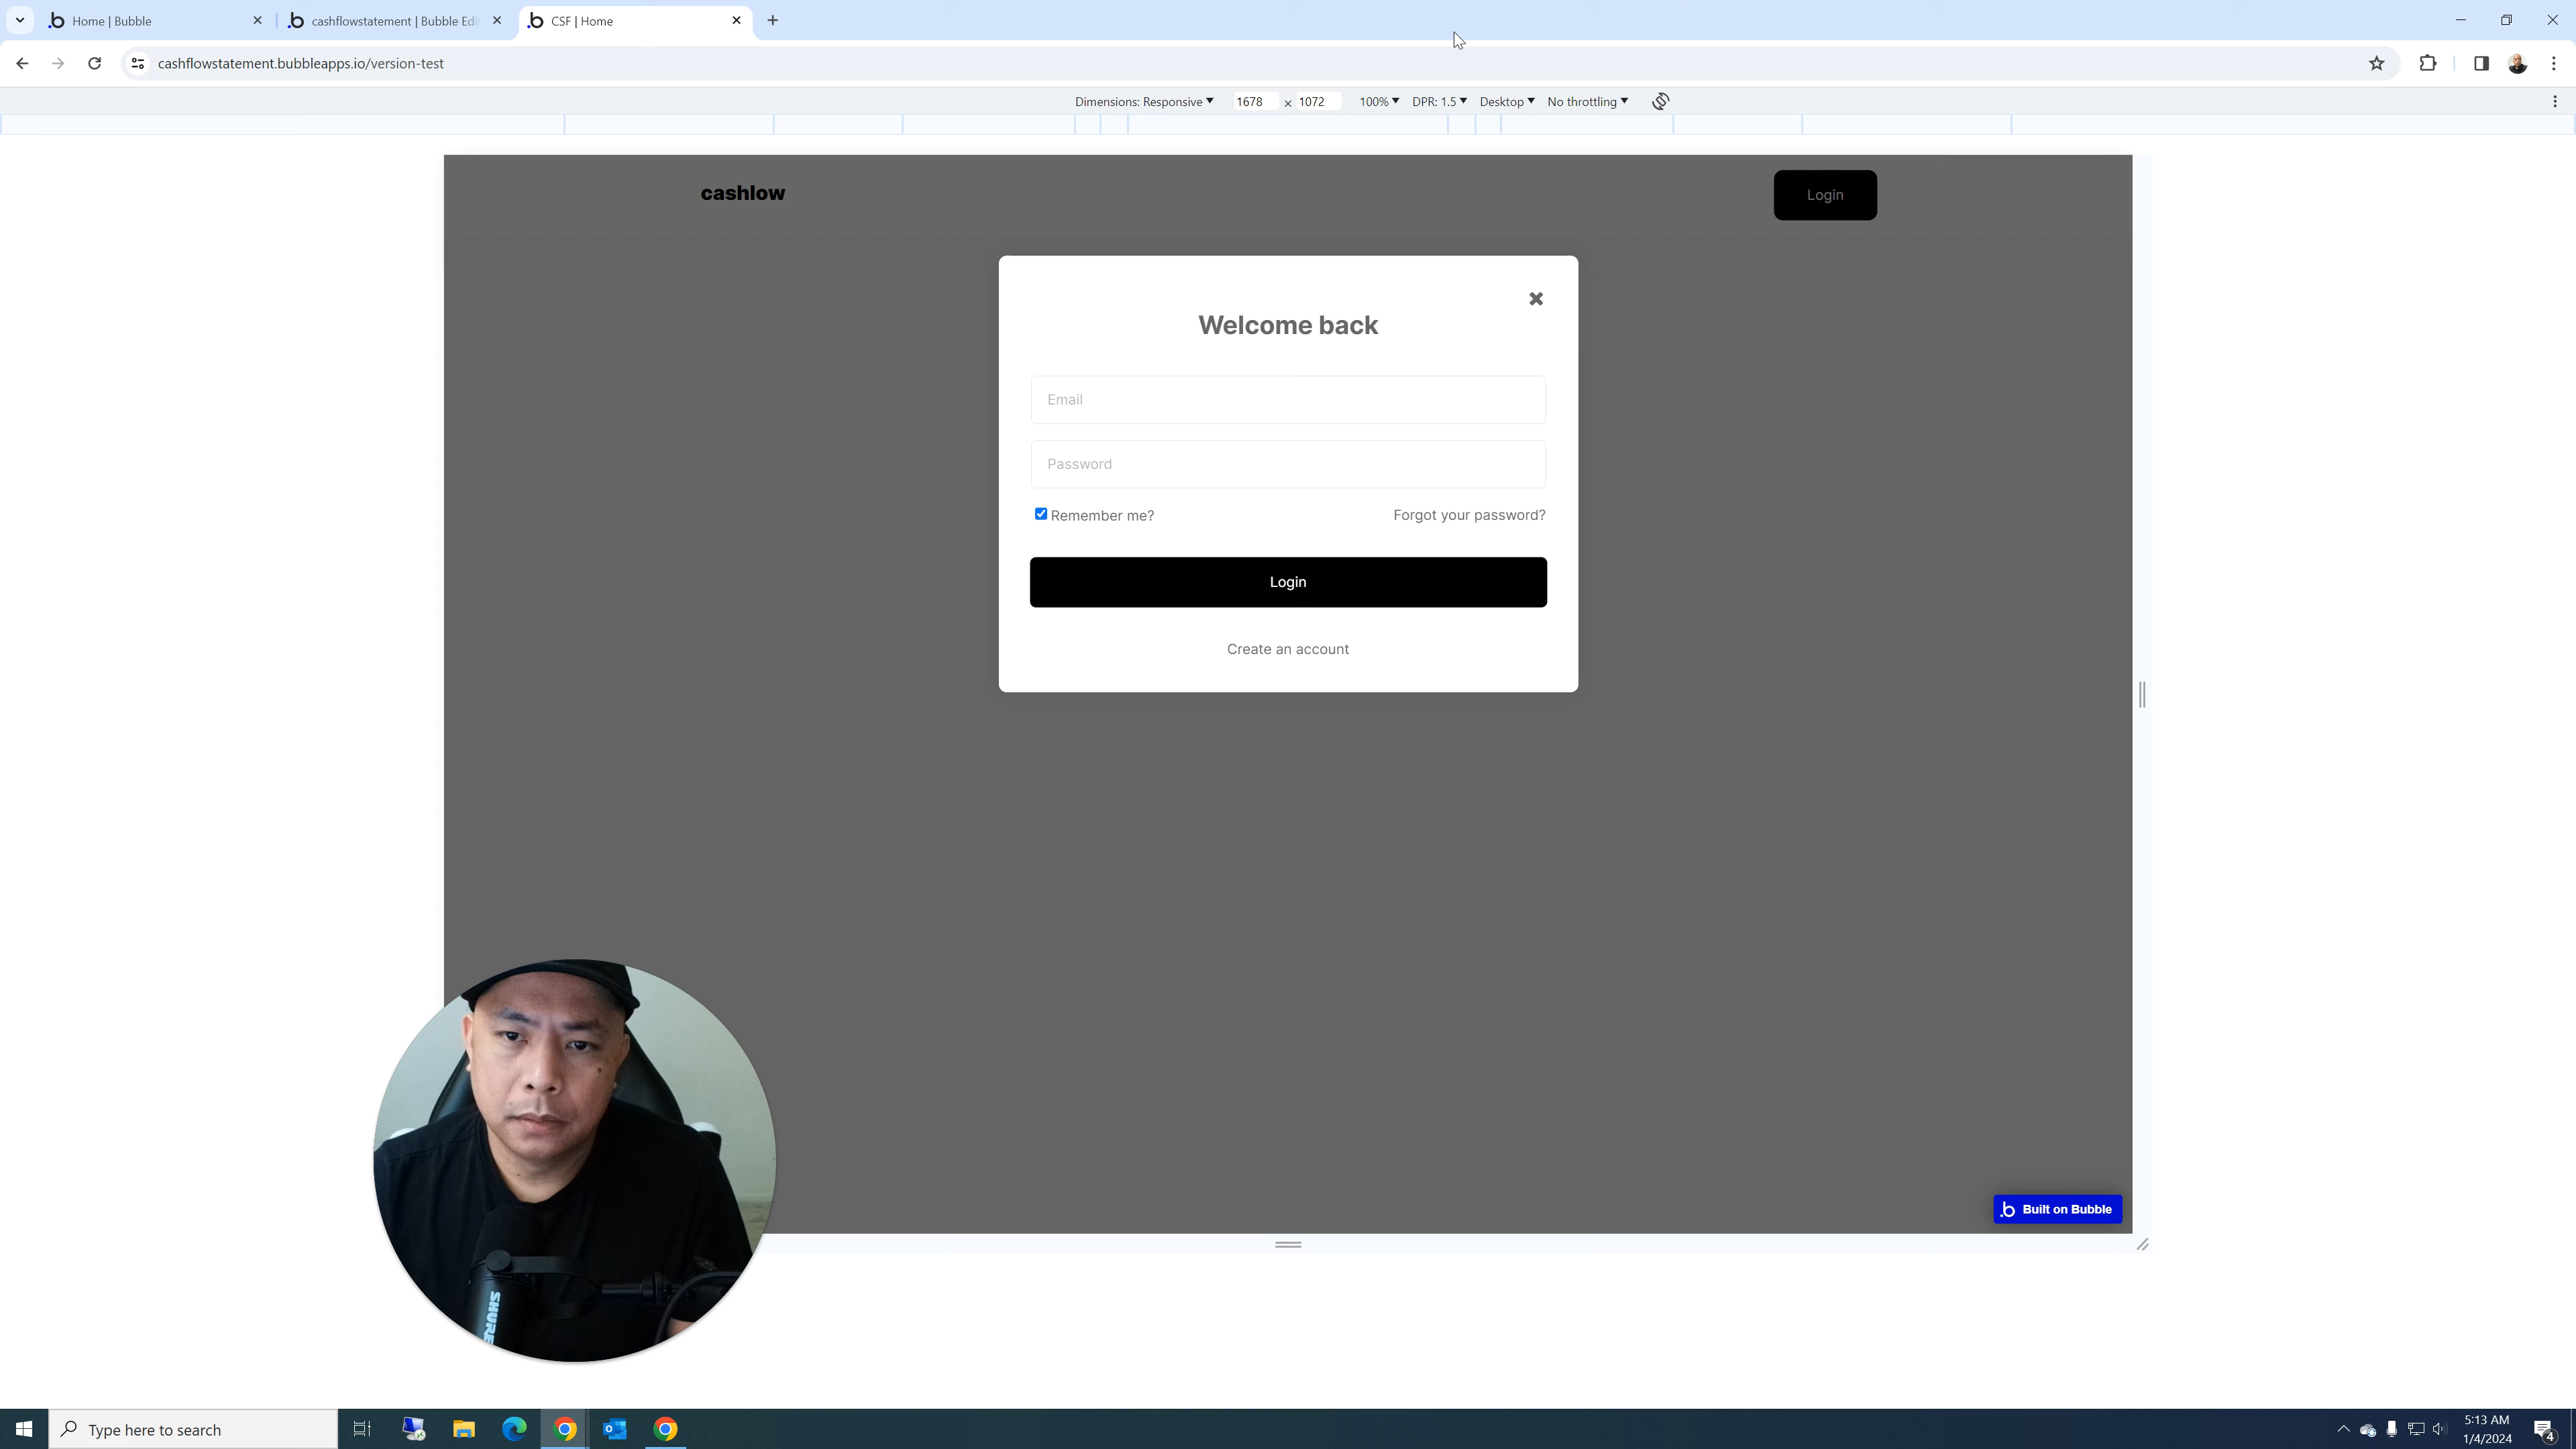 Home | Bubble
cashflowstatement | Bubble Edi
CSF | Home
cashflowstatement.bubbleapps.io/version-test
Dimensions: Responsive 1678 × 1072 100% DPR: 1.5 Desktop No throttling
cashlow
Login
Welcome back
Email
Password
Remember me?
Forgot your password?
Login
Create an account
SHURE
b Built on Bubble
Type here to search
5:13 AM
1/4/2024
4